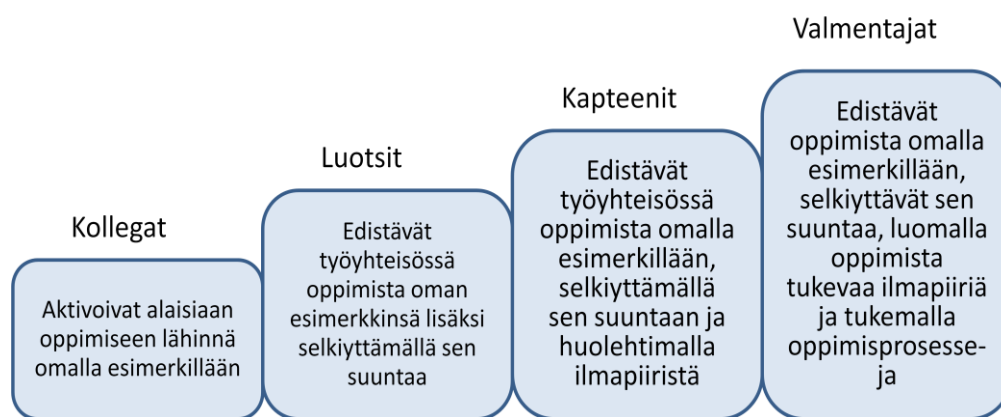 Kollegat
Aktivoivat alaisiaan
oppimiseen lähinnä
omalla esimerkillään
Luotsit
Edistävät
työyhteisössä
oppimista oman
esimerkkinsä lisäksi
selkiyttämällä sen
suuntaa
Kapteenit
Edistävät
työyhteisössä
oppimista omalla
esimerkillään,
selkiyttämällä
sen suuntaan ja
huolehtimalla
ilmapiiristä
Valmentajat
Edistävät
oppimista omalla
esimerkillään,
selkiyttävät sen
suuntaa, luomalla
oppimista
tukevaa ilmapiiriä
ja tukemalla
oppimisprosesse-
ja